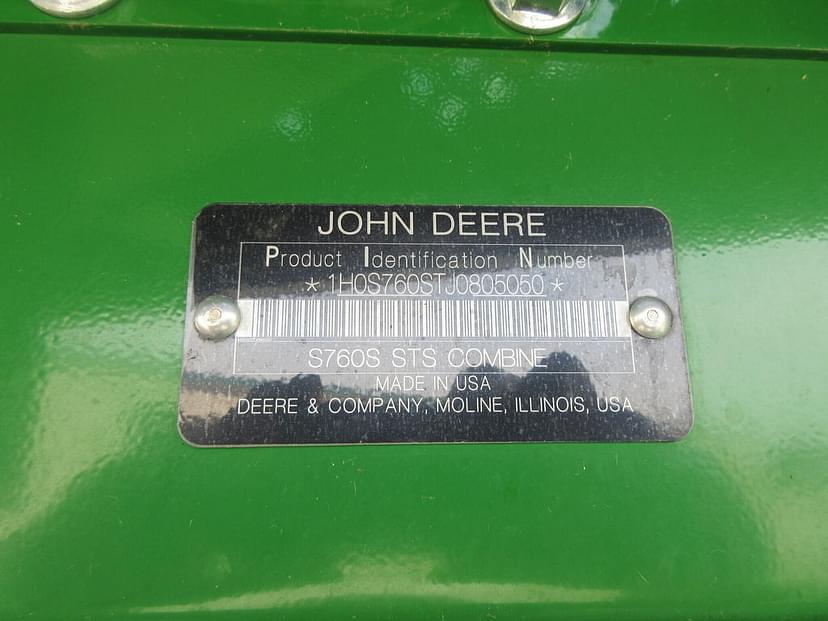 JOHN DEERE
Product Identification Number
*1H0S760STJ0805050*
S760S STS COMBINE
MADE IN USA
DEERE & COMPANY, MOLINE, ILLINOIS, USA